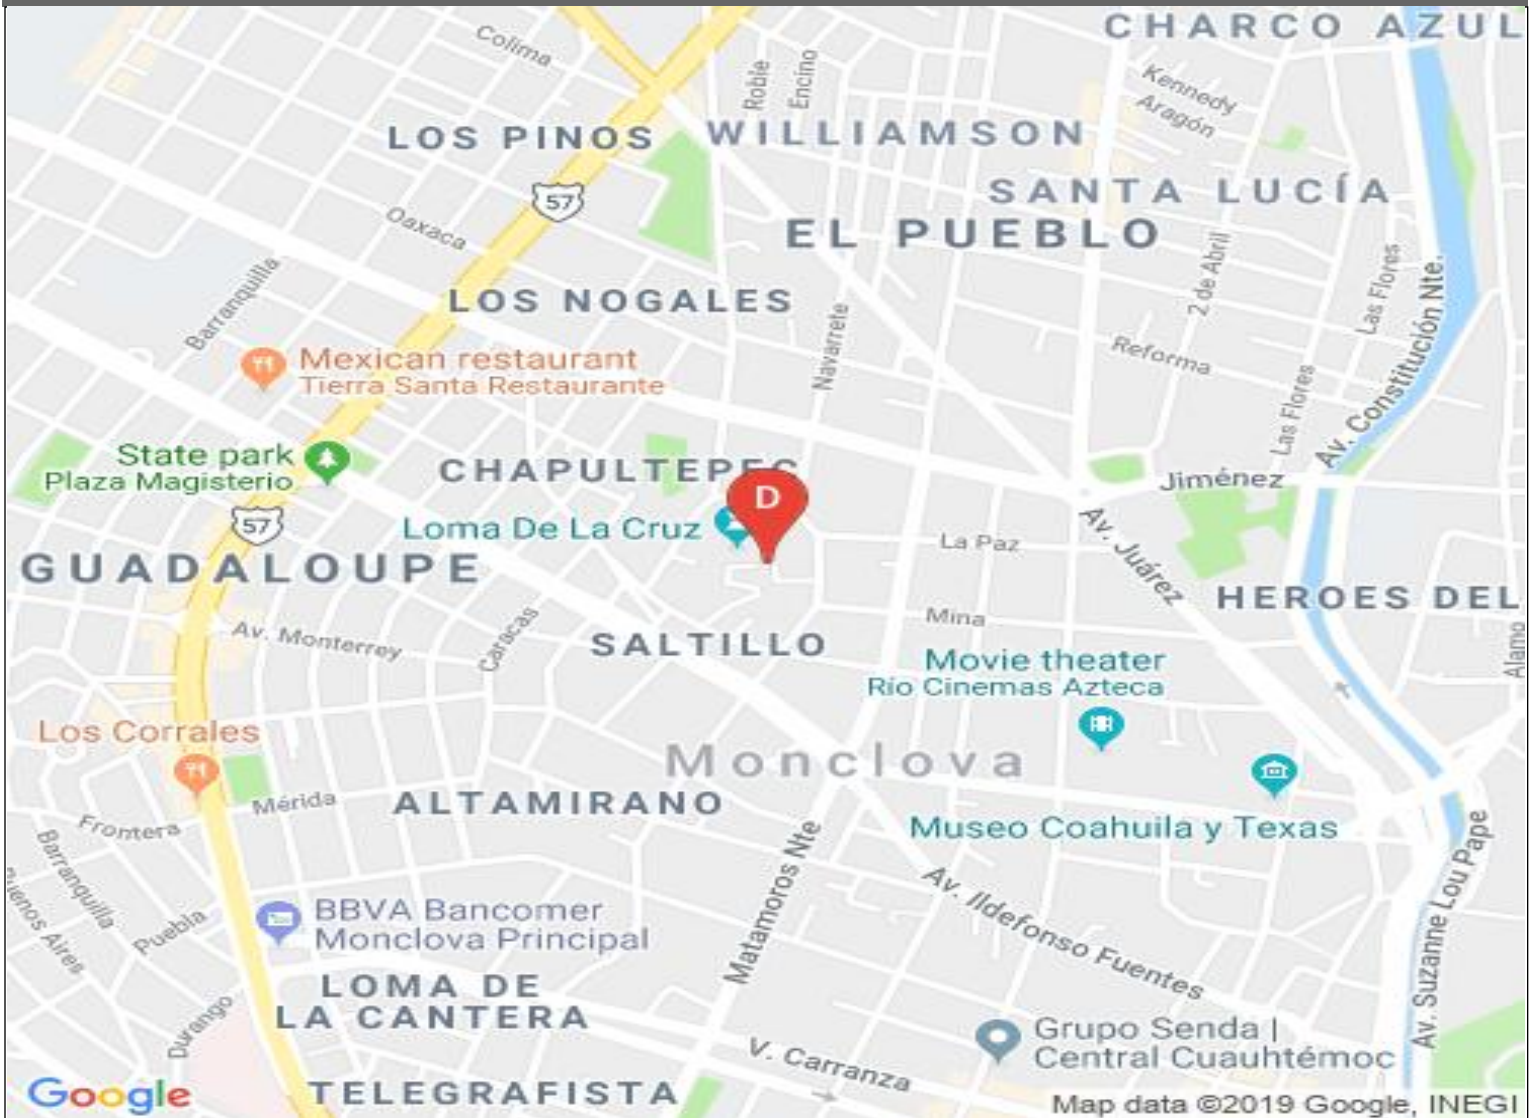 CHARCO AZUL
Colima
Roble
Encino
Kennedy
Aragón
LOS PINOS
WILLIAMSON
57
SANTA LUCÍA
Oaxaca
EL PUEBLO
2 de Abril
Las Flores
Av. Constitución Nte.
Barranquilla
LOS NOGALES
Navarrete
Reforma
Mexican restaurant
Tierra Santa Restaurante
Las Flores
State park
Plaza Magisterio
CHAPULTEPEC
D
Jiménez
57
Loma De La Cruz
La Paz
Av. Juárez
GUADALOUPE
HEROES DEL
Av. Monterrey
Caracas
SALTILLO
Mina
Alamo
Movie theater
Río Cinemas Azteca
Los Corrales
Monclova
Mérida
ALTAMIRANO
Frontera
Museo Coahuila y Texas
Barranquilla
Matamoros Nte
Av. Suzanne Lou Pape
Buenos Aires
Puebla
BBVA Bancomer
Monclova Principal
Av. Ildefonso Fuentes
LOMA DE
LA CANTERA
Durango
Grupo Senda |
Central Cuauhtémoc
V. Carranza
Google
TELEGRAFISTA
Map data ©2019 Google, INEGI